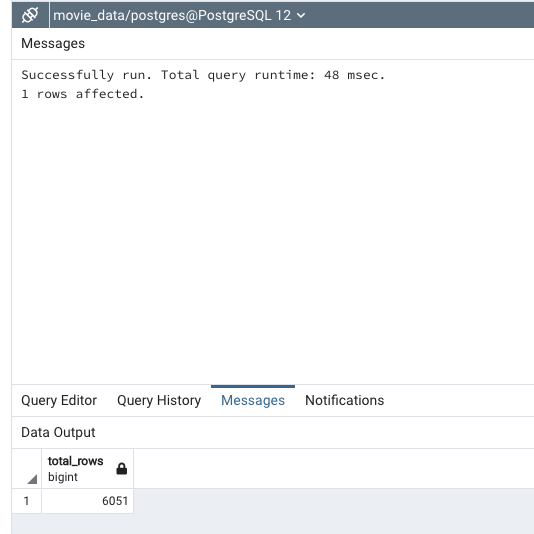 movie_data/postgres@PostgreSQL 12
Messages
Successfully run. Total query runtime: 48 msec.
1 rows affected.
Query Editor Query History Messages Notifications
Data Output
total_rows
bigint
1 6051